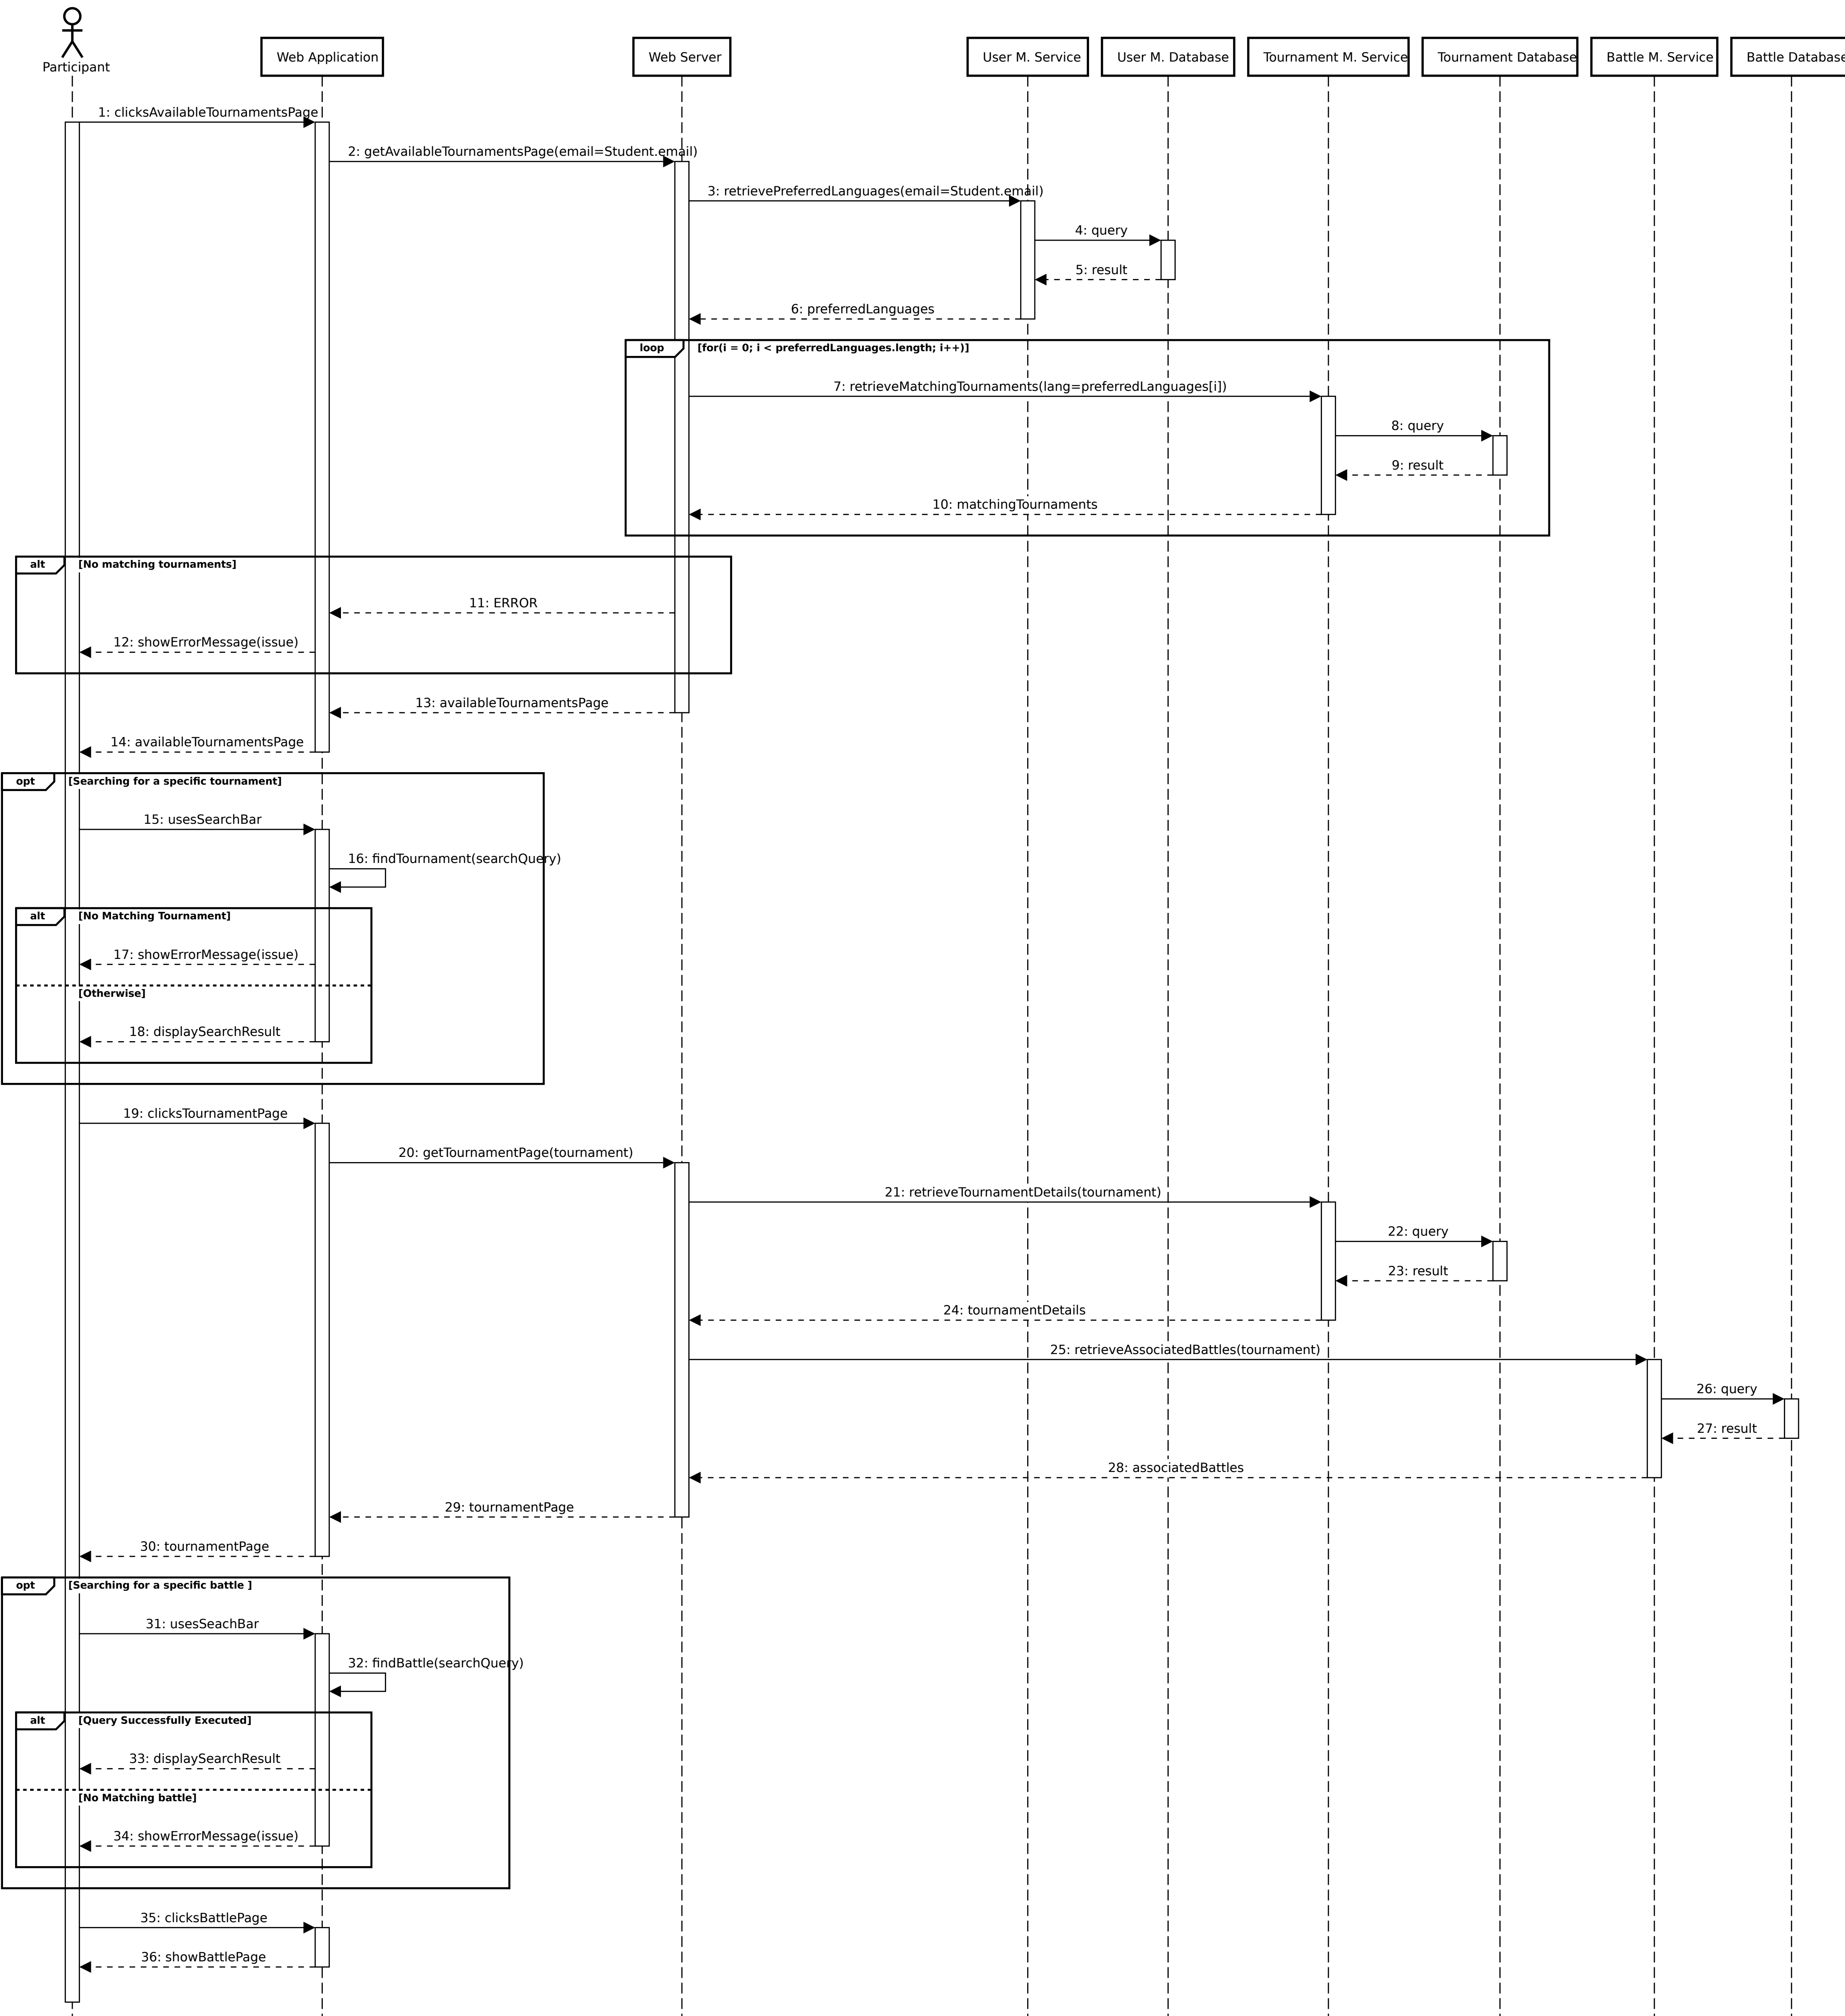 Participant
Web Application
Web Server
User M. Service
User M. Database
Tournament M. Service
Tournament Database
Battle M. Service
Battle Database
1: clicksAvailableTournamentsPage
2: getAvailableTournamentsPage(email=Student.email)
3: retrievePreferredLanguages(email=Student.email)
4: query
5: result
6: preferredLanguages
loop
[for(i = 0; i < preferredLanguages.length; i++)]
7: retrieveMatchingTournaments(lang=preferredLanguages[i])
8: query
9: result
10: matchingTournaments
alt
[No matching tournaments]
11: ERROR
12: showErrorMessage(issue)
13: availableTournamentsPage
14: availableTournamentsPage
opt
[Searching for a specific tournament]
15: usesSearchBar
16: findTournament(searchQuery)
alt
[No Matching Tournament]
17: showErrorMessage(issue)
[Otherwise]
18: displaySearchResult
19: clicksTournamentPage
20: getTournamentPage(tournament)
21: retrieveTournamentDetails(tournament)
22: query
23: result
24: tournamentDetails
25: retrieveAssociatedBattles(tournament)
26: query
27: result
28: associatedBattles
29: tournamentPage
30: tournamentPage
opt
[Searching for a specific battle ]
31: usesSeachBar
32: findBattle(searchQuery)
alt
[Query Successfully Executed]
33: displaySearchResult
[No Matching battle]
34: showErrorMessage(issue)
35: clicksBattlePage
36: showBattlePage